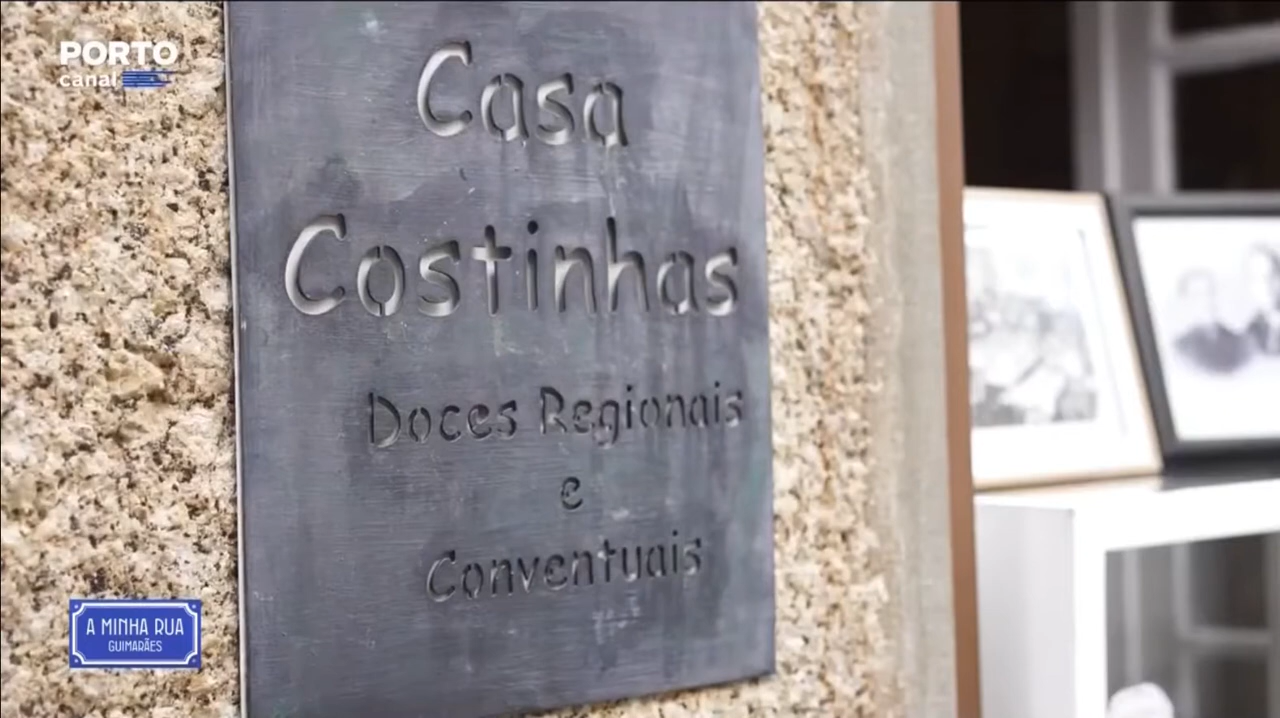 PORTO
canal
Casa
Costinhas
Doces Regionais
e
Conventuais
A MINHA RUA
GUIMARÃES